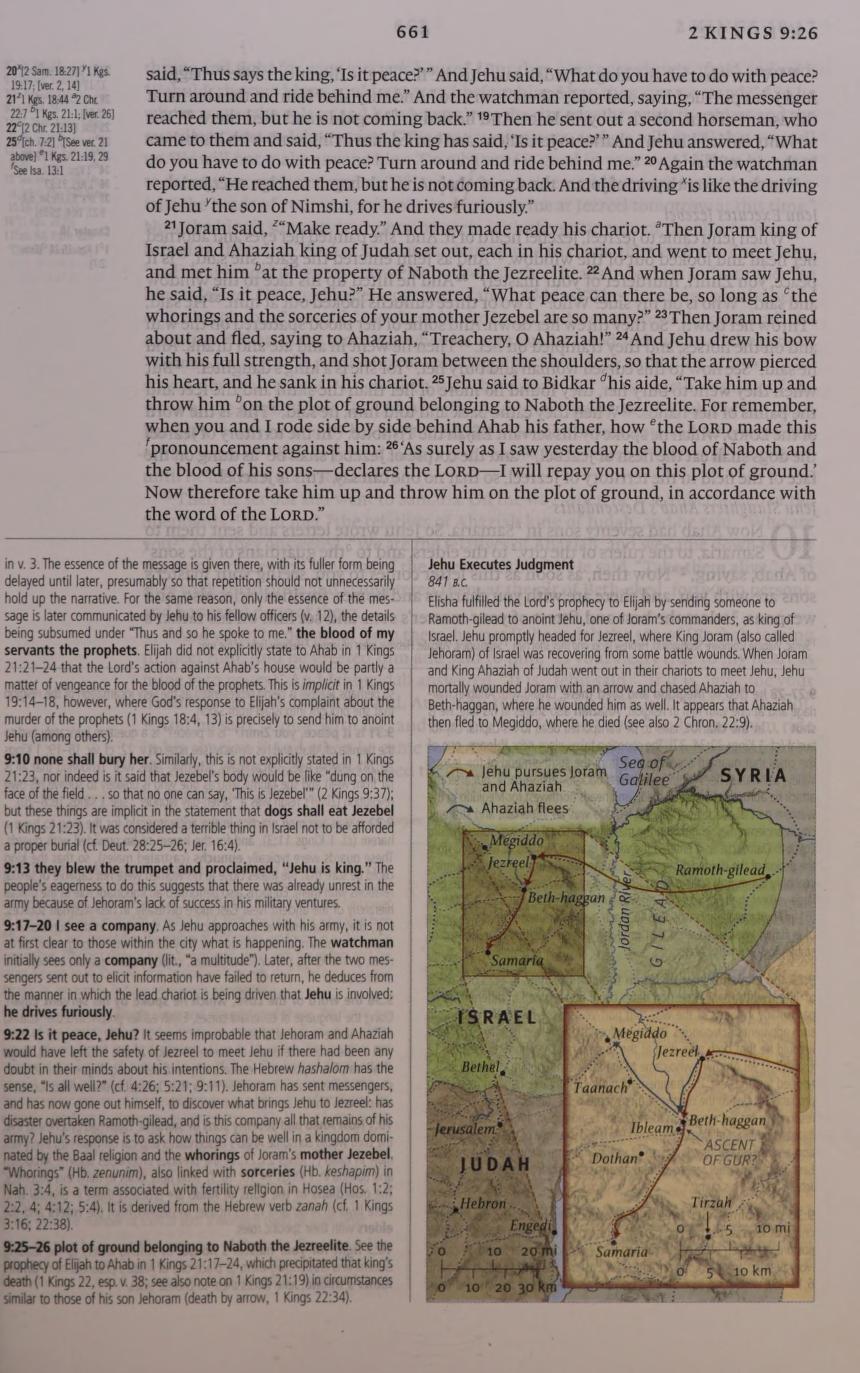 661
2 KINGS 9:26
20 x[2 Sam. 18:27] y1 Kgs.
19:17; [ver. 2, 14]
21 z1 Kgs. 18:44 a2 Chr.
22:7 b1 Kgs. 21:1; [ver. 26]
22 c[2 Chr. 21:13]
25 d[ch. 7:2] b[See ver. 21
above] e1 Kgs. 21:19, 29
fSee Isa. 13:1
said, “Thus says the king, ‘Is it peace?’” And Jehu said, “What do you have to do with peace?
Turn around and ride behind me.” And the watchman reported, saying, “The messenger
reached them, but he is not coming back.” 19 Then he sent out a second horseman, who
came to them and said, “Thus the king has said, ‘Is it peace?’” And Jehu answered, “What
do you have to do with peace? Turn around and ride behind me.” 20 Again the watchman
reported, “He reached them, but he is not coming back. And the driving xis like the driving
of Jehu ythe son of Nimshi, for he drives furiously.”
21 Joram said, z“Make ready.” And they made ready his chariot. aThen Joram king of
Israel and Ahaziah king of Judah set out, each in his chariot, and went to meet Jehu,
and met him bat the property of Naboth the Jezreelite. 22 And when Joram saw Jehu,
he said, “Is it peace, Jehu?” He answered, “What peace can there be, so long as cthe
whorings and the sorceries of your mother Jezebel are so many?” 23 Then Joram reined
about and fled, saying to Ahaziah, “Treachery, O Ahaziah!” 24 And Jehu drew his bow
with his full strength, and shot Joram between the shoulders, so that the arrow pierced
his heart, and he sank in his chariot. 25 Jehu said to Bidkar dhis aide, “Take him up and
throw him bon the plot of ground belonging to Naboth the Jezreelite. For remember,
when you and I rode side by side behind Ahab his father, how ethe LORD made this
fpronouncement against him: 26 ‘As surely as I saw yesterday the blood of Naboth and
the blood of his sons—declares the LORD—I will repay you on this plot of ground.’
Now therefore take him up and throw him on the plot of ground, in accordance with
the word of the LORD.”
in v. 3. The essence of the message is given there, with its fuller form being
delayed until later, presumably so that repetition should not unnecessarily
hold up the narrative. For the same reason, only the essence of the mes-
sage is later communicated by Jehu to his fellow officers (v. 12), the details
being subsumed under “Thus and so he spoke to me.” the blood of my
servants the prophets. Elijah did not explicitly state to Ahab in 1 Kings
21:21–24 that the Lord’s action against Ahab’s house would be partly a
matter of vengeance for the blood of the prophets. This is implicit in 1 Kings
19:14–18, however, where God’s response to Elijah’s complaint about the
murder of the prophets (1 Kings 18:4, 13) is precisely to send him to anoint
Jehu (among others).
9:10 none shall bury her. Similarly, this is not explicitly stated in 1 Kings
21:23, nor indeed is it said that Jezebel’s body would be like “dung on the
face of the field . . . so that no one can say, ‘This is Jezebel’” (2 Kings 9:37);
but these things are implicit in the statement that dogs shall eat Jezebel
(1 Kings 21:23). It was considered a terrible thing in Israel not to be afforded
a proper burial (cf. Deut. 28:25–26; Jer. 16:4).
9:13 they blew the trumpet and proclaimed, “Jehu is king.” The
people’s eagerness to do this suggests that there was already unrest in the
army because of Jehoram’s lack of success in his military ventures.
9:17–20 I see a company. As Jehu approaches with his army, it is not
at first clear to those within the city what is happening. The watchman
initially sees only a company (lit., “a multitude”). Later, after the two mes-
sengers sent out to elicit information have failed to return, he deduces from
the manner in which the lead chariot is being driven that Jehu is involved:
he drives furiously.
9:22 Is it peace, Jehu? It seems improbable that Jehoram and Ahaziah
would have left the safety of Jezreel to meet Jehu if there had been any
doubt in their minds about his intentions. The Hebrew hashalom has the
sense, “Is all well?” (cf. 4:26; 5:21; 9:11). Jehoram has sent messengers,
and has now gone out himself, to discover what brings Jehu to Jezreel: has
disaster overtaken Ramoth-gilead, and is this company all that remains of his
army? Jehu’s response is to ask how things can be well in a kingdom domi-
nated by the Baal religion and the whorings of Joram’s mother Jezebel.
“Whorings” (Hb. zenunim), also linked with sorceries (Hb. keshapim) in
Nah. 3:4, is a term associated with fertility religion in Hosea (Hos. 1:2;
2:2, 4; 4:12; 5:4). It is derived from the Hebrew verb zanah (cf. 1 Kings
3:16; 22:38).
9:25–26 plot of ground belonging to Naboth the Jezreelite. See the
prophecy of Elijah to Ahab in 1 Kings 21:17–24, which precipitated that king’s
death (1 Kings 22, esp. v. 38; see also note on 1 Kings 21:19) in circumstances
similar to those of his son Jehoram (death by arrow, 1 Kings 22:34).
Jehu Executes Judgment
841 B.C.
Elisha fulfilled the Lord’s prophecy to Elijah by sending someone to
Ramoth-gilead to anoint Jehu, one of Joram’s commanders, as king of
Israel. Jehu promptly headed for Jezreel, where King Joram (also called
Jehoram) of Israel was recovering from some battle wounds. When Joram
and King Ahaziah of Judah went out in their chariots to meet Jehu, Jehu
mortally wounded Joram with an arrow and chased Ahaziah to
Beth-haggan, where he wounded him as well. It appears that Ahaziah
then fled to Megiddo, where he died (see also 2 Chron. 22:9).
Jehu pursues Joram
and Ahaziah
Ahaziah flees
Sea of
Galilee
SYRIA
Megiddo
Jezreel
Ramoth-gilead
Beth-haggan
Jordan River
GILEAD
Samaria
ISRAEL
Bethel
Jerusalem
JUDAH
Hebron
Engedi
0 10 20 mi
0 10 20 30 km
Megiddo
Jezreel
Taanach
Beth-haggan
Ibleam
ASCENT
OF GUR?
Dothan
Tirzah
Samaria
0 5 10 mi
0 5 10 km